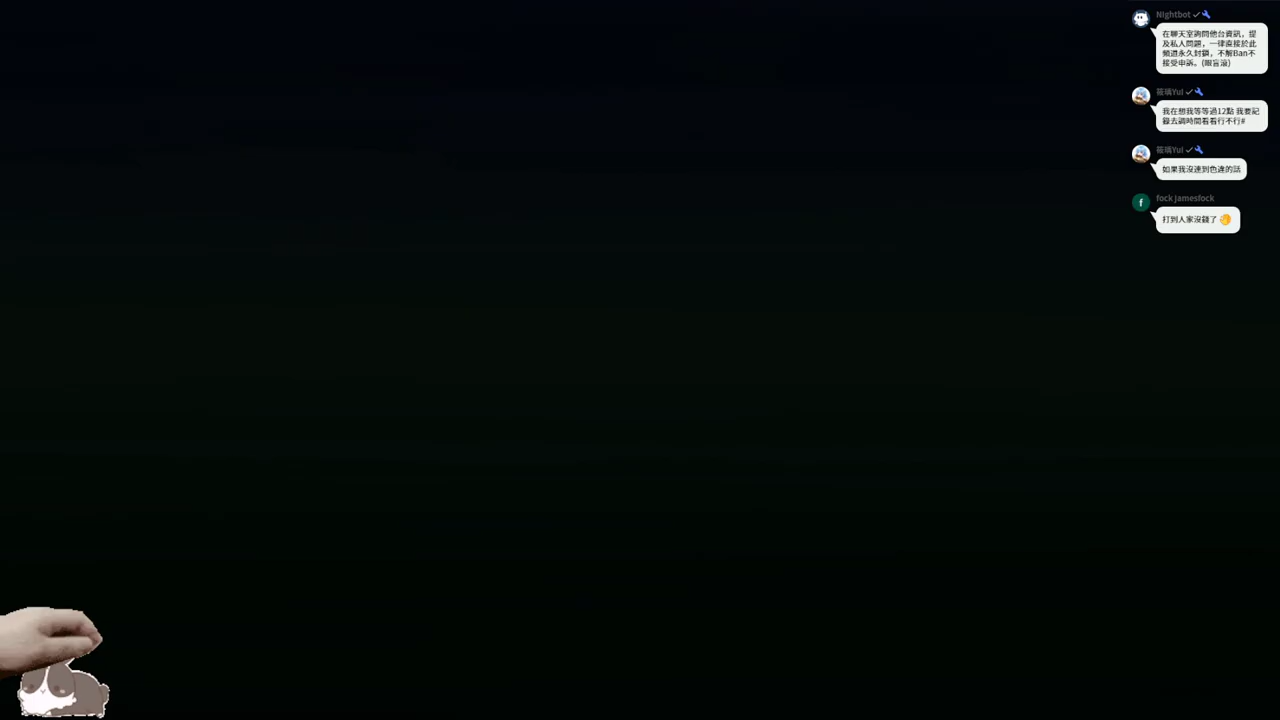 Nightbot
在聊天室詢問他台資訊，提
及私人問題，一律直接於此
頻道永久封鎖，不解Ban不
接受申訴。(眼盲滾)
Yui
我在想我等等過12點 我要記
錄去調時間看看行不行#
Yui
如果我沒遇到色違的話
fock jamesfock
f
打到人家沒錢了